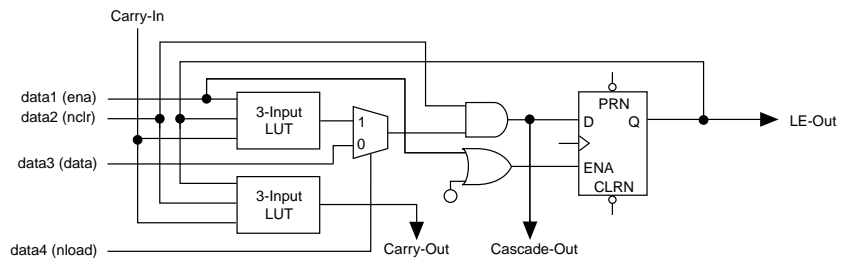 Carry-In
data1 (ena)
data2 (nclr)
data3 (data)
data4 (nload)
3-Input
LUT
1
0
3-Input
LUT
Carry-Out
Cascade-Out
PRN
D
Q
ENA
CLRN
LE-Out